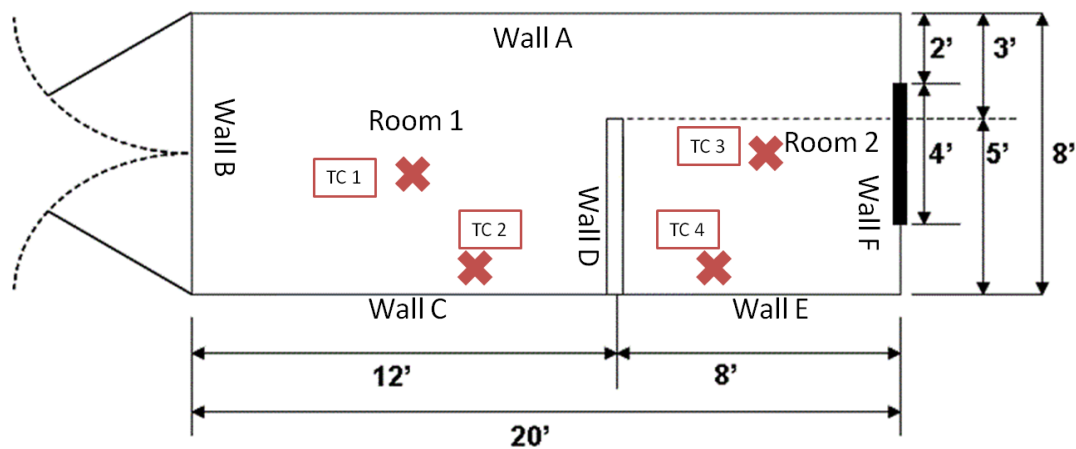 Wall A
2’
3’
Room 1
Wall B
TC 1
TC 2
Wall D
TC 3
Room 2
TC 4
Wall F
4’
5’
8’
Wall C
Wall E
12’
8’
20’